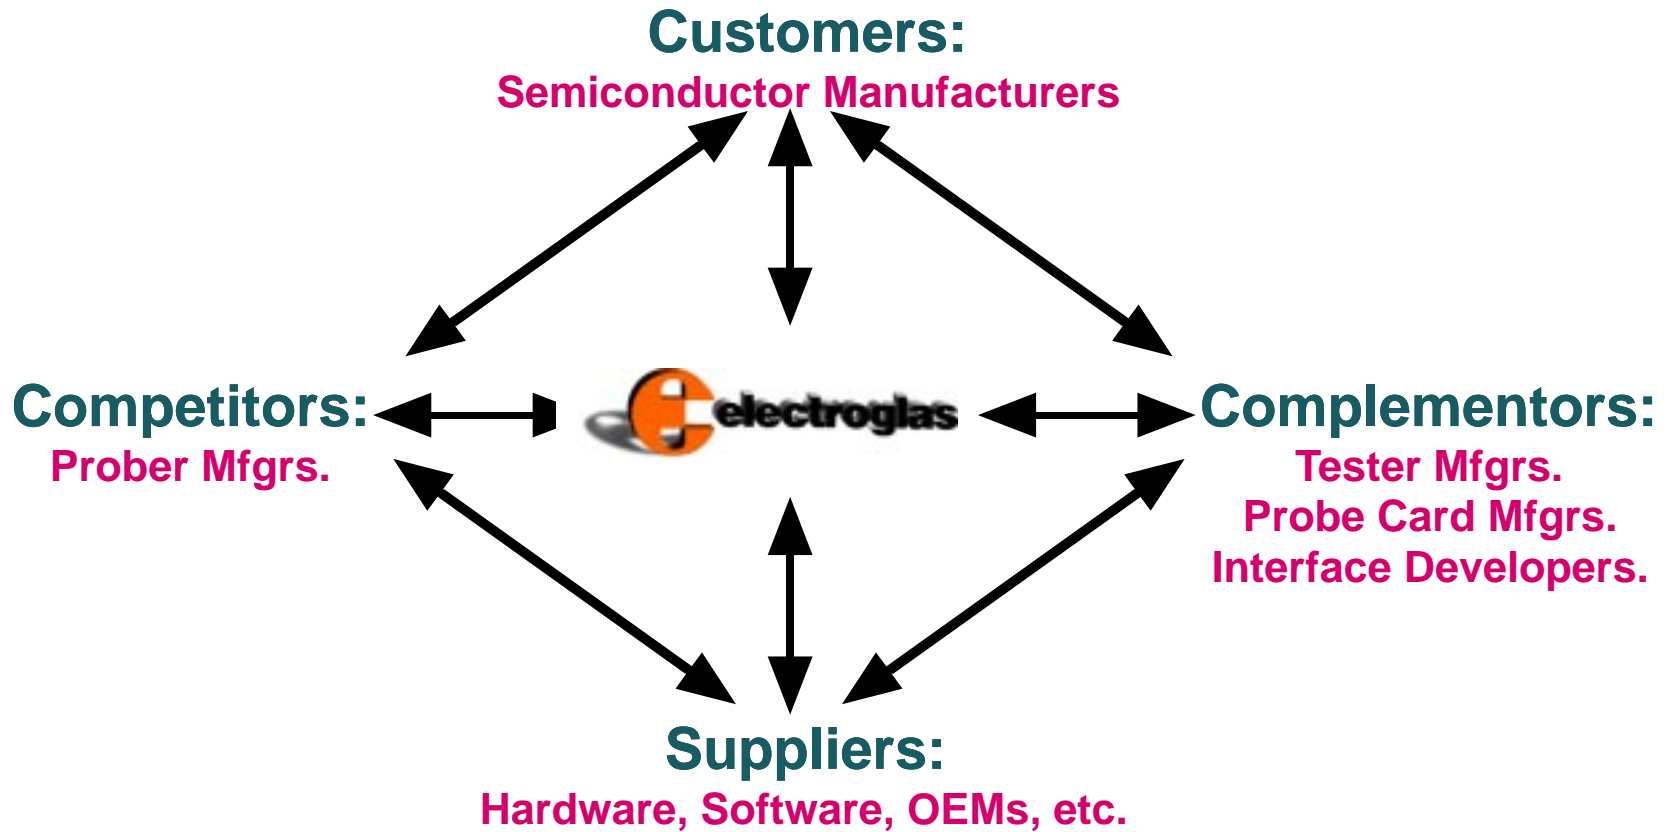 Customers:
Semiconductor Manufacturers
Competitors:
Prober Mfgrs.
electroglas
Complementors:
Tester Mfgrs.
Probe Card Mfgrs.
Interface Developers.
Suppliers:
Hardware, Software, OEMs, etc.